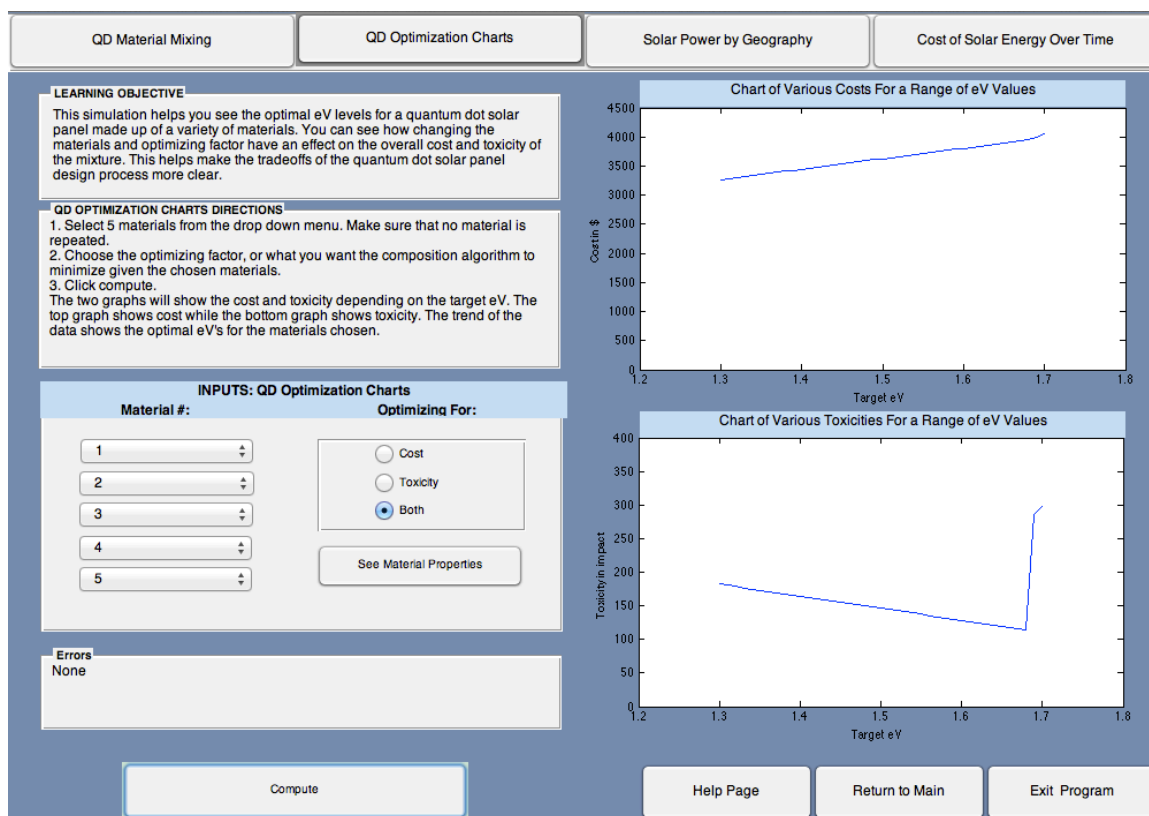 QD Material Mixing
QD Optimization Charts
Solar Power by Geography
Cost of Solar Energy Over Time
LEARNING OBJECTIVE
This simulation helps you see the optimal eV levels for a quantum dot solar
panel made up of a variety of materials. You can see how changing the
materials and optimizing factor have an effect on the overall cost and toxicity of
the mixture. This helps make the tradeoffs of the quantum dot solar panel
design process more clear.
QD OPTIMIZATION CHARTS DIRECTIONS
1. Select 5 materials from the drop down menu. Make sure that no material is
repeated.
2. Choose the optimizing factor, or what you want the composition algorithm to
minimize given the chosen materials.
3. Click compute.
The two graphs will show the cost and toxicity depending on the target eV. The
top graph shows cost while the bottom graph shows toxicity. The trend of the
data shows the optimal eV's for the materials chosen.
INPUTS: QD Optimization Charts
Material #:
Optimizing For:
1
2
3
4
5
Cost
Toxicity
Both
See Material Properties
Errors
None
Compute
Chart of Various Costs For a Range of eV Values
4500
4000
3500
3000
2500
2000
1500
1000
500
0
Cost in $
1.2
1.3
1.4
1.5
1.6
1.7
1.8
Target eV
Chart of Various Toxicities For a Range of eV Values
400
350
300
250
200
150
100
50
0
Toxicity in impact
1.2
1.3
1.4
1.5
1.6
1.7
1.8
Target eV
Help Page
Return to Main
Exit Program